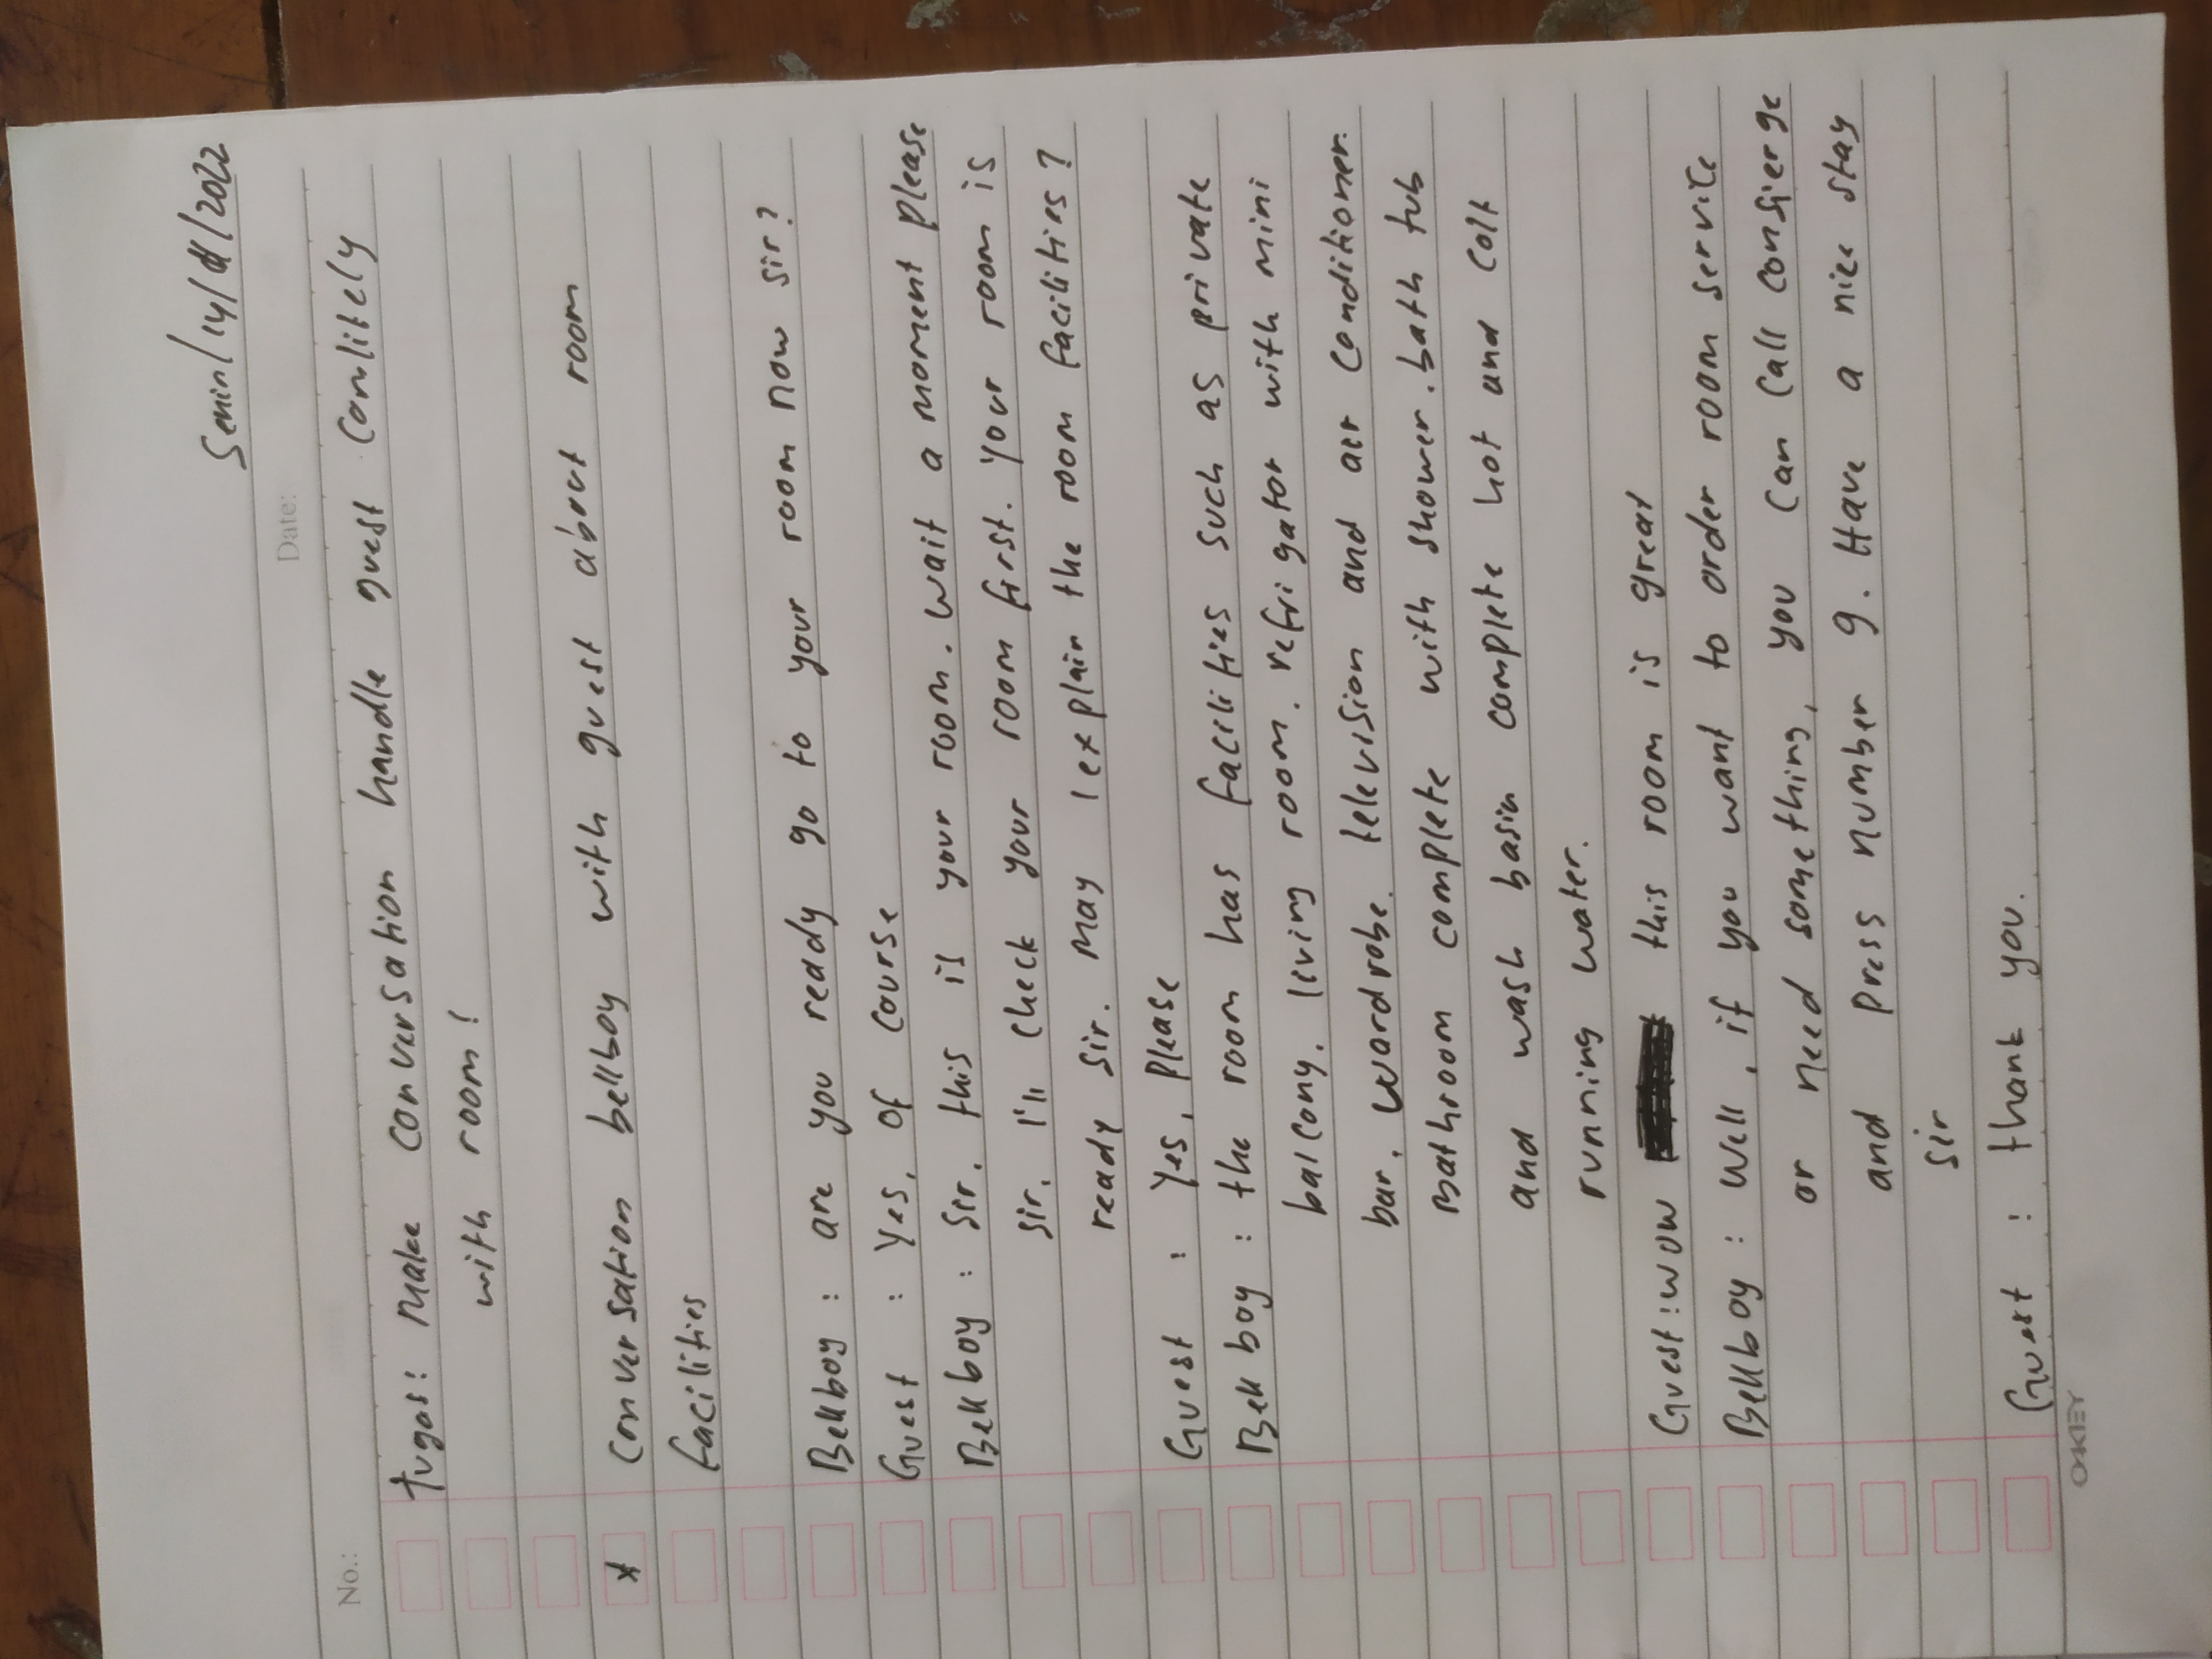 Senin/14/11/2022
No.:
Date:
Tugas: Make conversation handle guest comlitely
with room!
* Conversation bellboy with guest about room
facilities
Bellboy : are you ready go to your room now sir?
Guest : Yes, of course
Bellboy : Sir, this is your room. wait a moment please
sir, I'll check your room first. Your room is
ready sir. May I explain the room facilities?
Guest : Yes, please
Bellboy : the room has facilities such as private
balcony, living room, refrigator with mini
bar, wardrobe, television and air conditioner.
Bathroom complete with shower, bath tub
and wash basin complete hot and colt
running water.
Guest : wow this room is great
Bellboy : Well, if you want to order room service
or need something, you can call consierge
and press number 9. Have a nice stay
sir
Guest : thank you.
OKEY